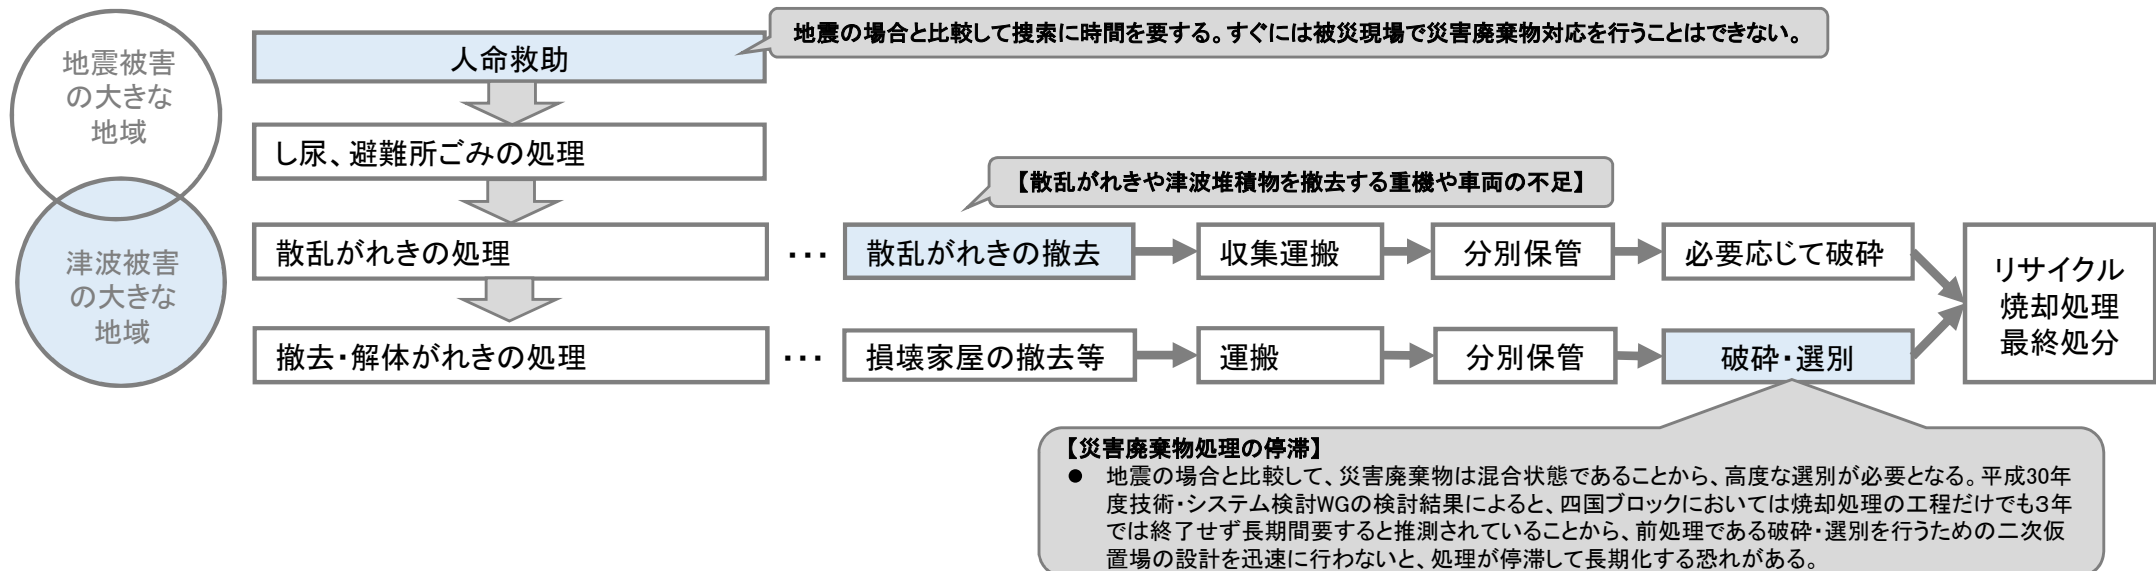 地震被害
の大きな
地域
津波被害
の大きな
地域
人命救助
地震の場合と比較して捜索に時間を要する。すぐには被災現場で災害廃棄物対応を行うことはできない。
し尿、避難所ごみの処理
【散乱がれきや津波堆積物を撤去する重機や車両の不足】
散乱がれきの処理
･･･
散乱がれきの撤去
収集運搬
分別保管
必要応じて破砕
撤去・解体がれきの処理
･･･
損壊家屋の撤去等
運搬
分別保管
破砕・選別
リサイクル
焼却処理
最終処分
【災害廃棄物処理の停滞】
● 地震の場合と比較して、災害廃棄物は混合状態であることから、高度な選別が必要となる。平成30年
度技術・システム検討WGの検討結果によると、四国ブロックにおいては焼却処理の工程だけでも3年
では終了せず長期間要すると推測されていることから、前処理である破砕・選別を行うための二次仮
置場の設計を迅速に行わないと、処理が停滞して長期化する恐れがある。